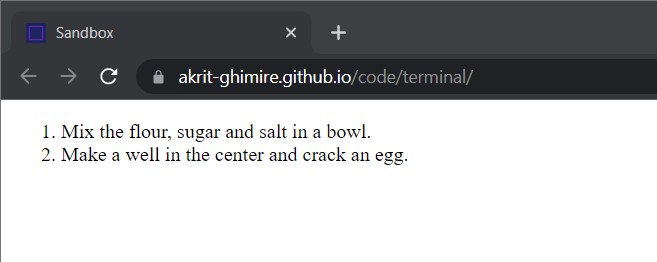 Sandbox
akrit-ghimire.github.io/code/terminal/
1. Mix the flour, sugar and salt in a bowl.
2. Make a well in the center and crack an egg.